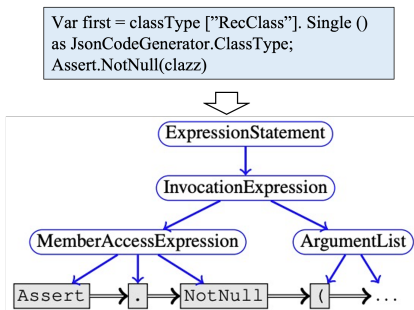 Var first = classType [”RecClass”]. Single ()
as JsonCodeGenerator.ClassType;
Assert.NotNull(clazz)
ExpressionStatement
InvocationExpression
MemberAccessExpression ArgumentList
Assert . NotNull ( ...